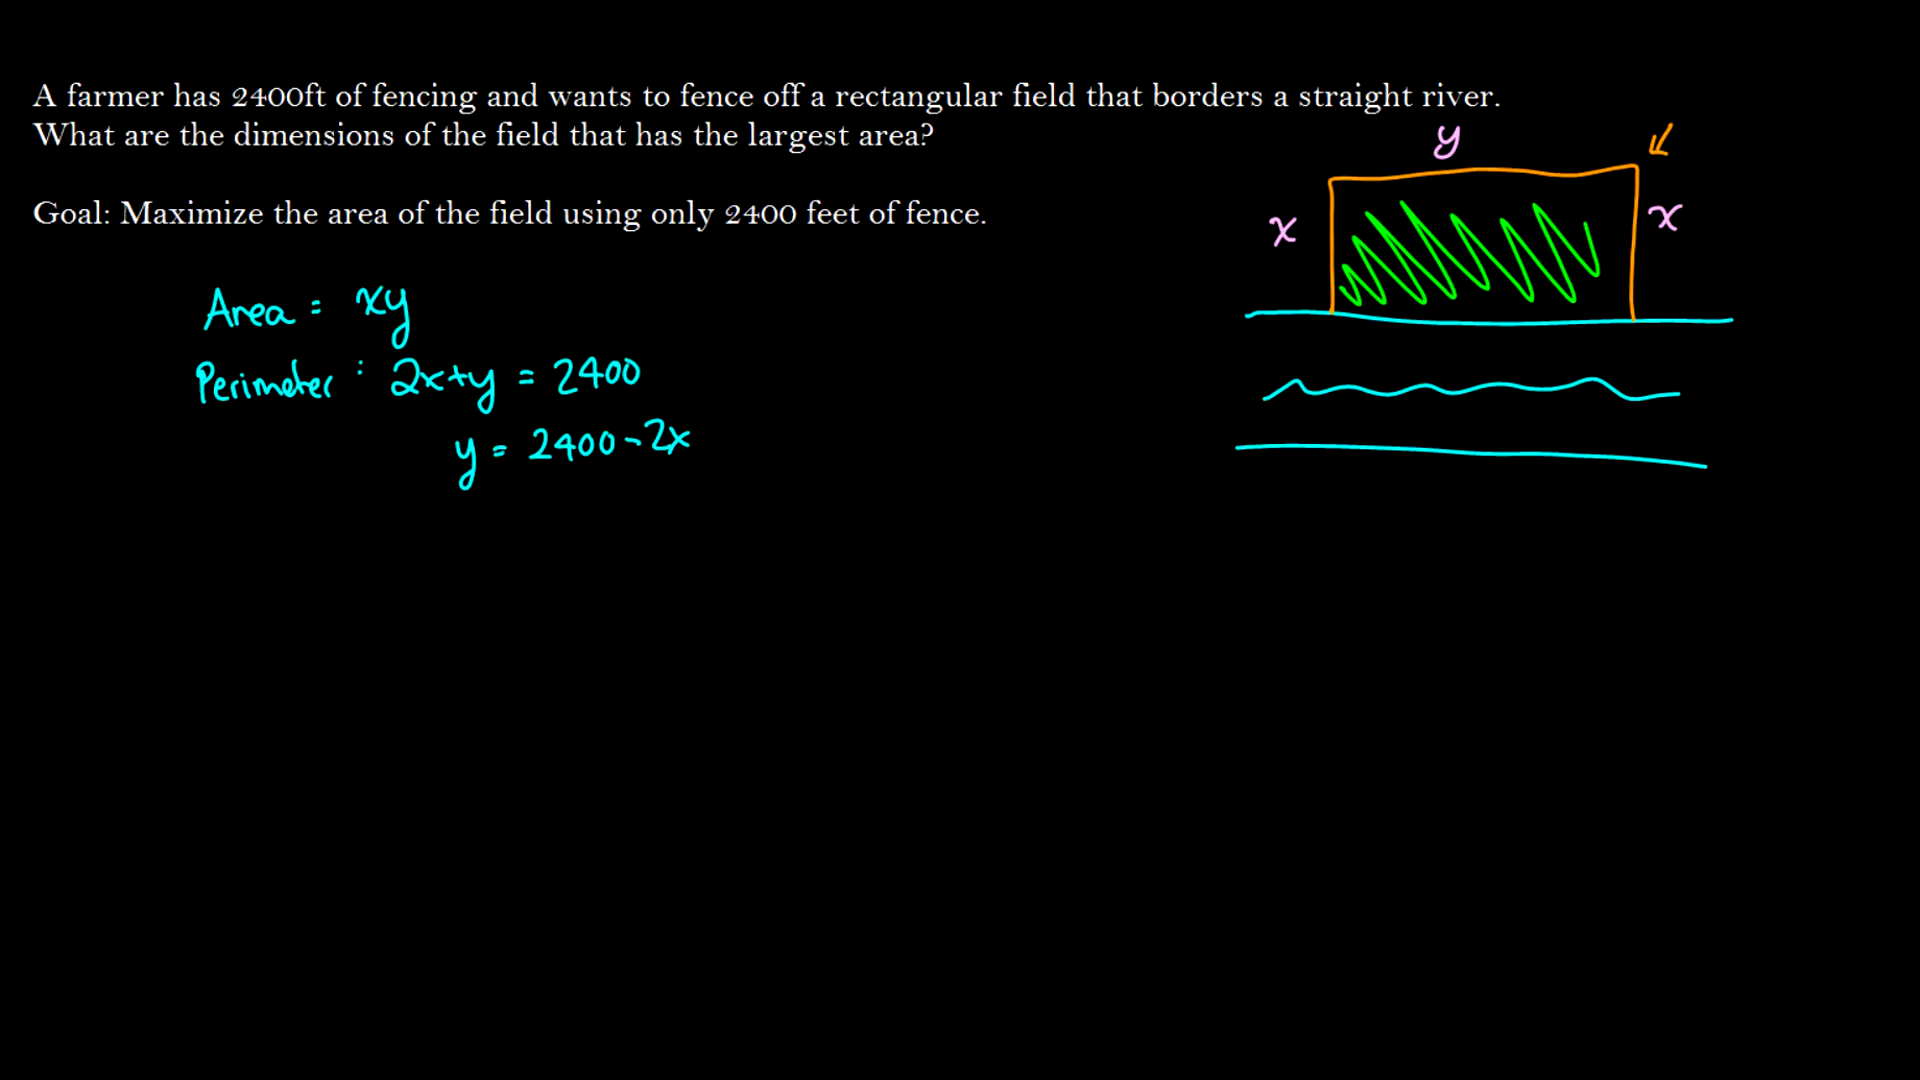 A farmer has 2400ft of fencing and wants to fence off a rectangular field that borders a straight river.
What are the dimensions of the field that has the largest area?
Goal: Maximize the area of the field using only 2400 feet of fence.
Area = xy
Perimeter : 2x+y = 2400
y = 2400-2x
y
x
x